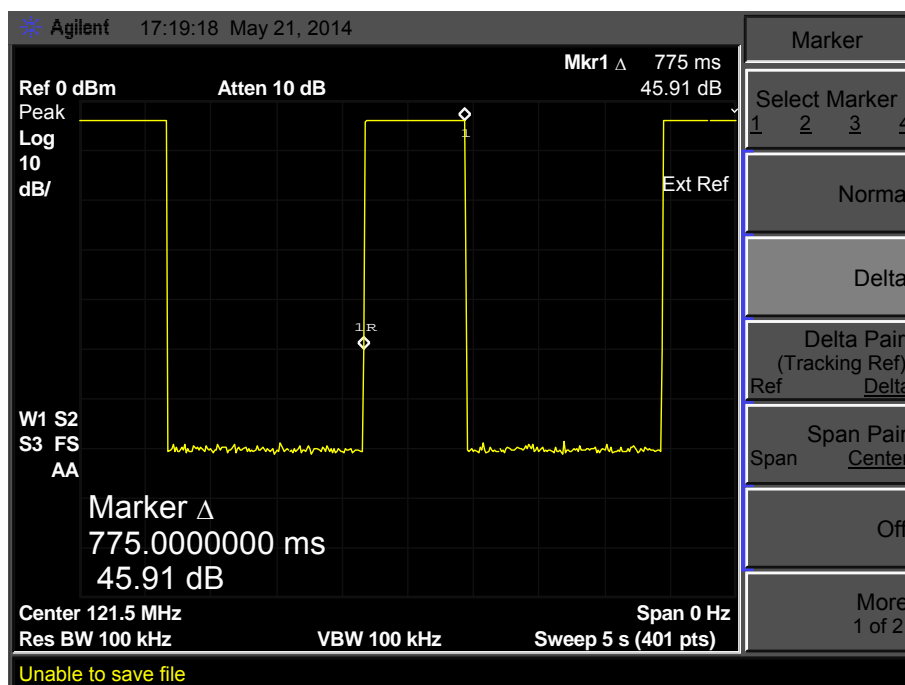 Agilent 17:19:18 May 21, 2014
Marker
Mkr1 Δ 775 ms
Ref 0 dBm Atten 10 dB 45.91 dB
Peak
Log
10
dB/
1
Ext Ref
1R
W1 S2
S3 FS
AA
Marker Δ
775.0000000 ms
45.91 dB
Center 121.5 MHz Span 0 Hz
Res BW 100 kHz VBW 100 kHz Sweep 5 s (401 pts)
Unable to save file
Select Marker
1 2 3 4
Norma
Delta
Delta Pair
(Tracking Ref)
Ref Delta
Span Pair
Span Center
Off
More
1 of 2